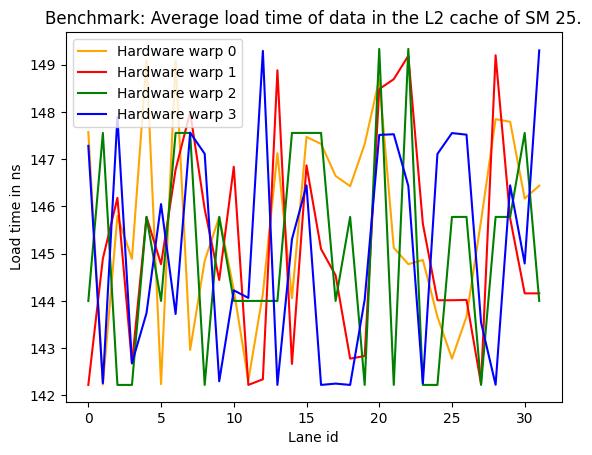 Benchmark: Average load time of data in the L2 cache of SM 25.
Hardware warp 0
Hardware warp 1
Hardware warp 2
Hardware warp 3
Load time in ns
149
148
147
146
145
144
143
142
0 5 10 15 20 25 30
Lane id